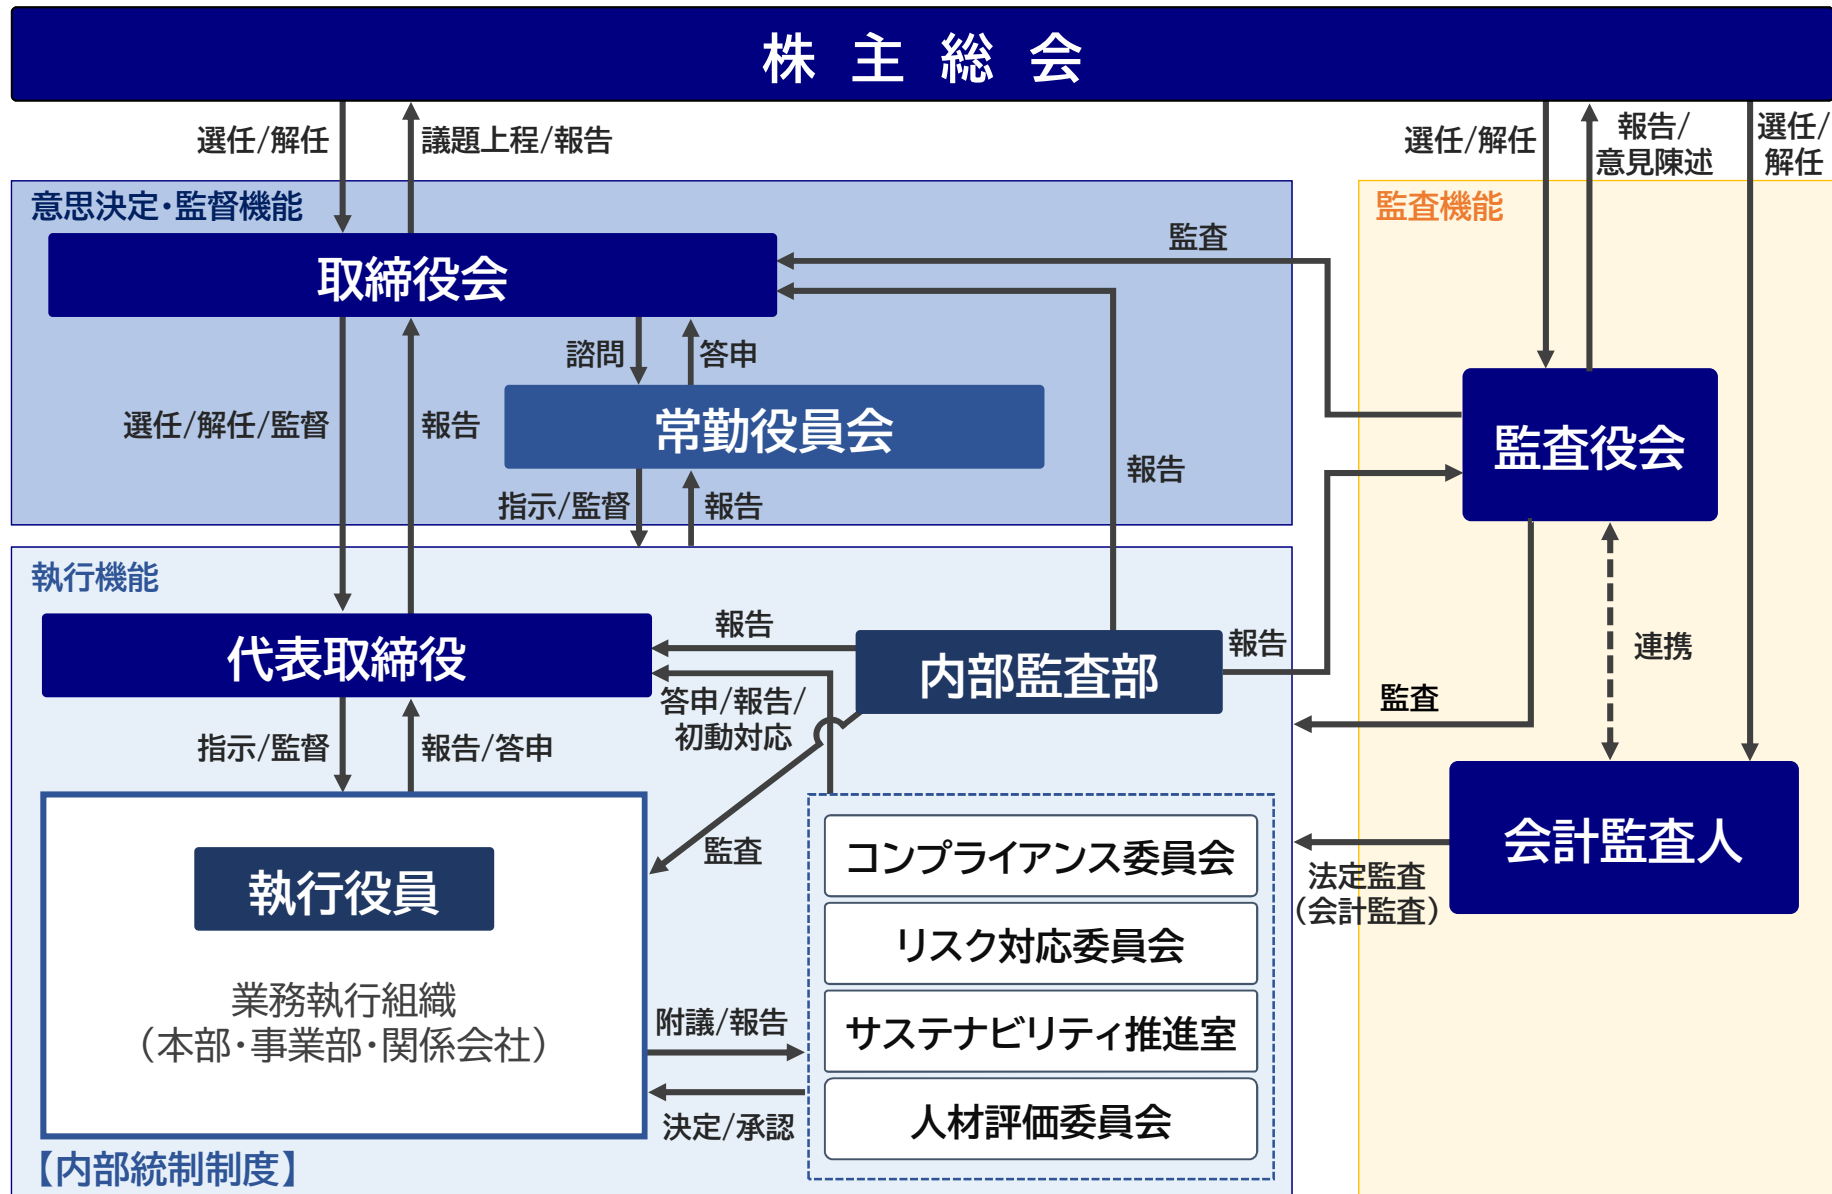 株主総会
選任/解任
議題上程/報告
選任/解任
報告/
意見陳述
選任/
解任
意思決定・監督機能
監査機能
取締役会
監査
諮問
答申
選任/解任/監督
報告
常勤役員会
監査役会
報告
指示/監督
報告
執行機能
代表取締役
報告
内部監査部
報告
連携
答申/報告/
初動対応
監査
指示/監督
報告/答申
監査
コンプライアンス委員会
会計監査人
執行役員
法定監査
（会計監査）
リスク対応委員会
業務執行組織
（本部・事業部・関係会社）
附議/報告
サステナビリティ推進室
決定/承認
人材評価委員会
【内部統制制度】